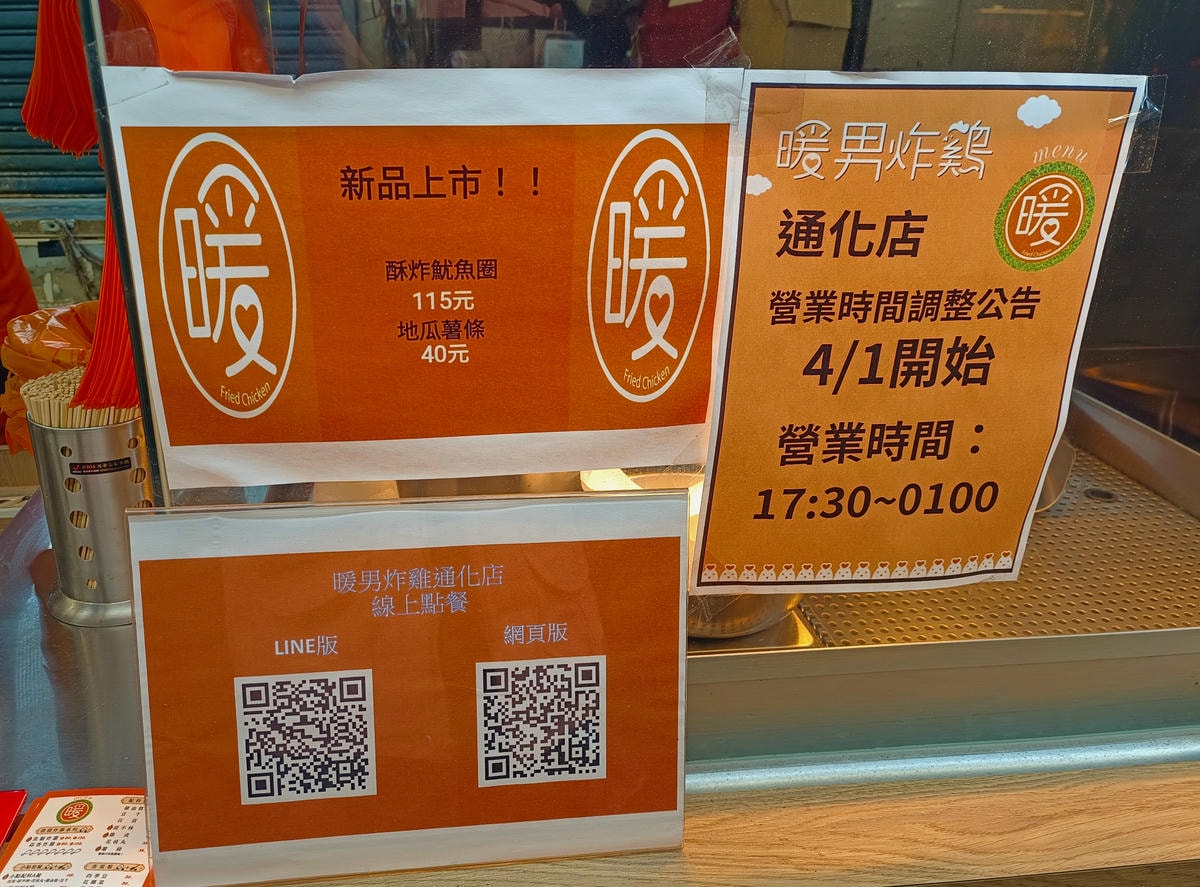 暖
Fried Chicken
新品上市！！
酥炸魷魚圈
115元
地瓜薯條
40元
暖
Fried Chicken
暖男炸雞
menu
暖
Fried Chicken
通化店
營業時間調整公告
4/1開始
營業時間：
17:30~0100
暖男炸雞通化店
線上點餐
LINE版
網頁版
暖